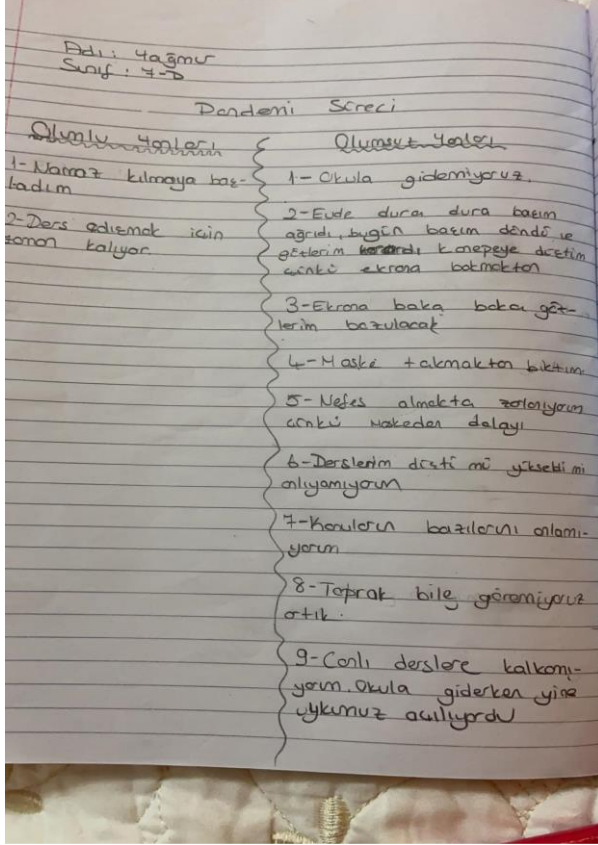 Adı: Yağmur
Sınıf: 7-D
Pandemi Süreci
Olumlu Yönleri
1-Namaz kılmaya baş-
ladım
2-Ders çalışmak için
zaman kalıyor.
Olumsuz Yönleri
1-Okula gidemiyoruz.
2-Evde dura dura başım
ağrıdı, bugün başım döndü ve
gözlerim karardı kanepeye düştüm
çünkü ekrana bakmaktan
3-Ekrana baka baka göz-
lerim bozulacak
4-Maske takmaktan bıktım
5-Nefes almakta zorlanıyorum
çünkü maskeden dolayı
6-Derslerim düştü mü yükseldi mi
anlıyamıyorum
7-Konuların bazılarını anlamı-
yorum
8-Toprak bile göremiyoruz
artık.
9-Canlı derslere kalkamı-
yorum. Okula giderken yine
uykumuz açılıyordu